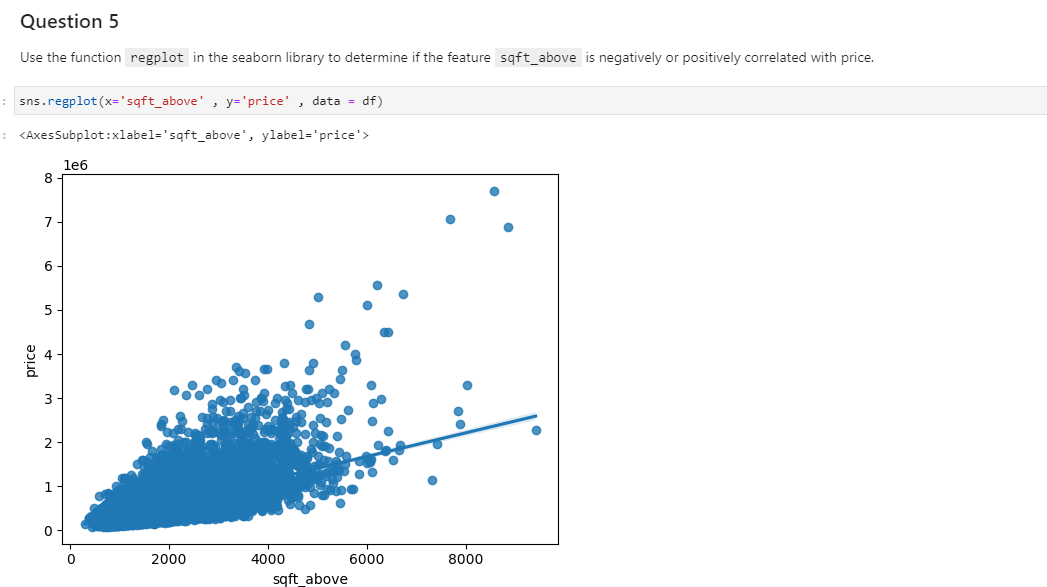 Question 5
Use the function regplot in the seaborn library to determine if the feature sqft_above is negatively or positively correlated with price.
: sns.regplot(x='sqft_above' , y='price' , data = df)
: <AxesSubplot:xlabel='sqft_above', ylabel='price'>
1e6
8
7
6
5
4
3
2
1
0
price
0 2000 4000 6000 8000
sqft_above